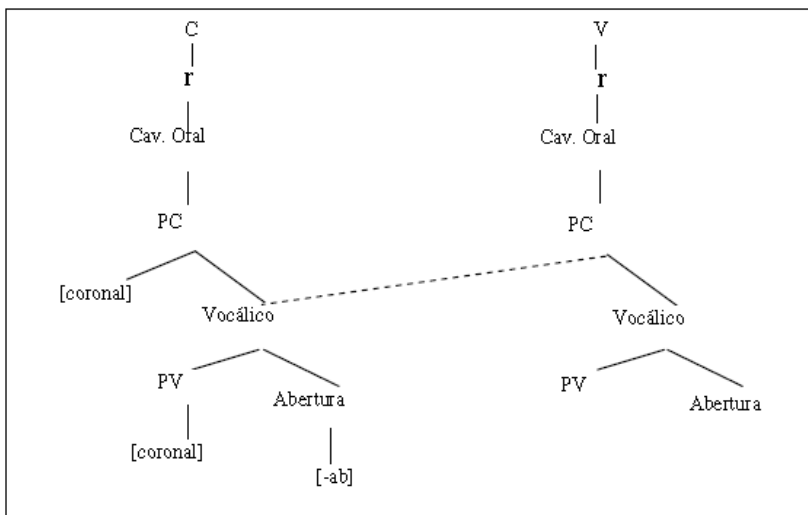 C V
r r
Cav. Oral Cav. Oral
PC PC
[coronal]
Vocálico Vocálico
PV Abertura PV Abertura
[coronal]
[-ab]